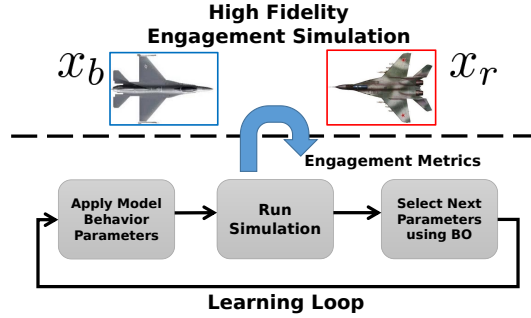 High Fidelity
Engagement Simulation
x_b
x_r
Engagement Metrics
Apply Model
Behavior
Parameters
Run
Simulation
Select Next
Parameters
using BO
Learning Loop